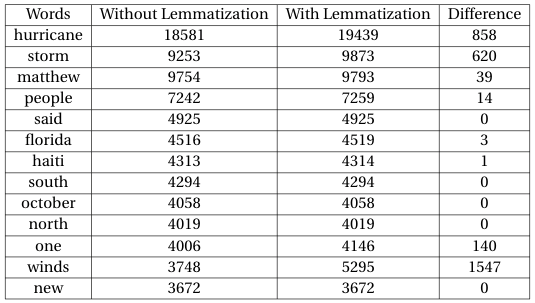 Words Without Lemmatization With Lemmatization Difference
hurricane 18581 19439 858
storm 9253 9873 620
matthew 9754 9793 39
people 7242 7259 14
said 4925 4925 0
florida 4516 4519 3
haiti 4313 4314 1
south 4294 4294 0
october 4058 4058 0
north 4019 4019 0
one 4006 4146 140
winds 3748 5295 1547
new 3672 3672 0